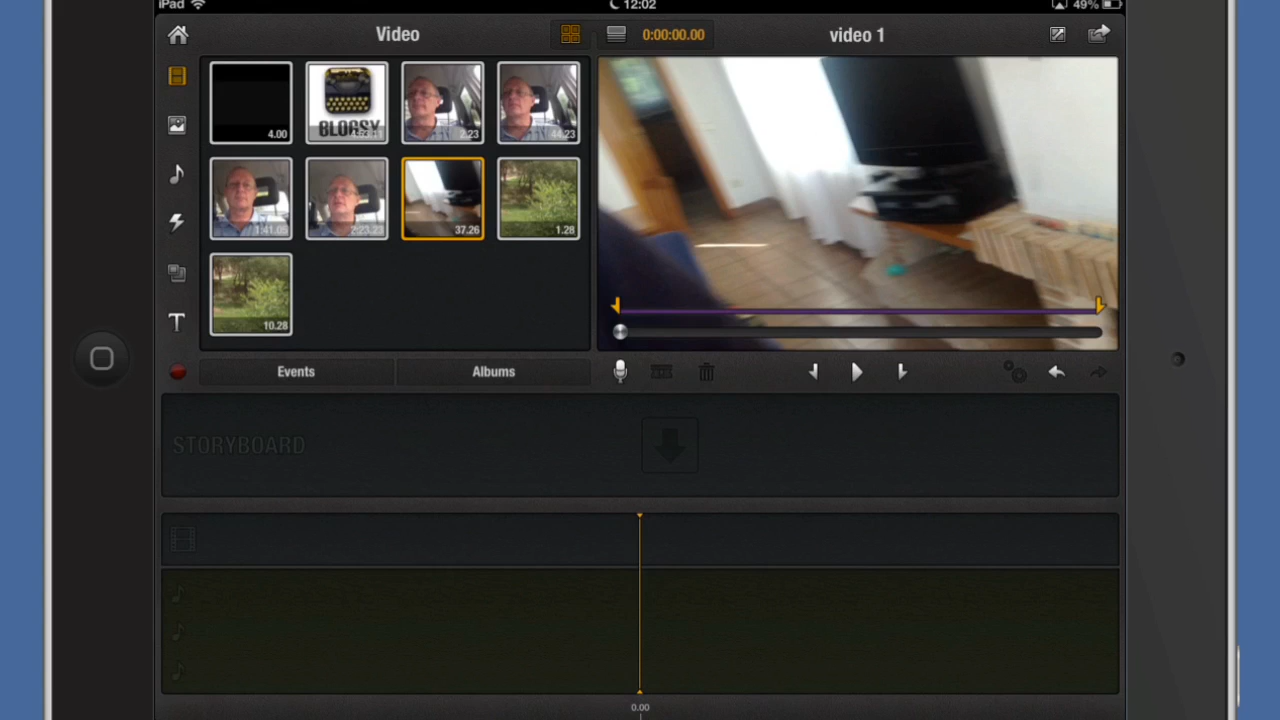 iPad 12:02 49%
Video 0:00:00.00 video 1
4.00 BLOGSY 2.23 44.23
1:41.05 2:23.23 37.26 1.28
10.28
Events Albums
STORYBOARD
0.00